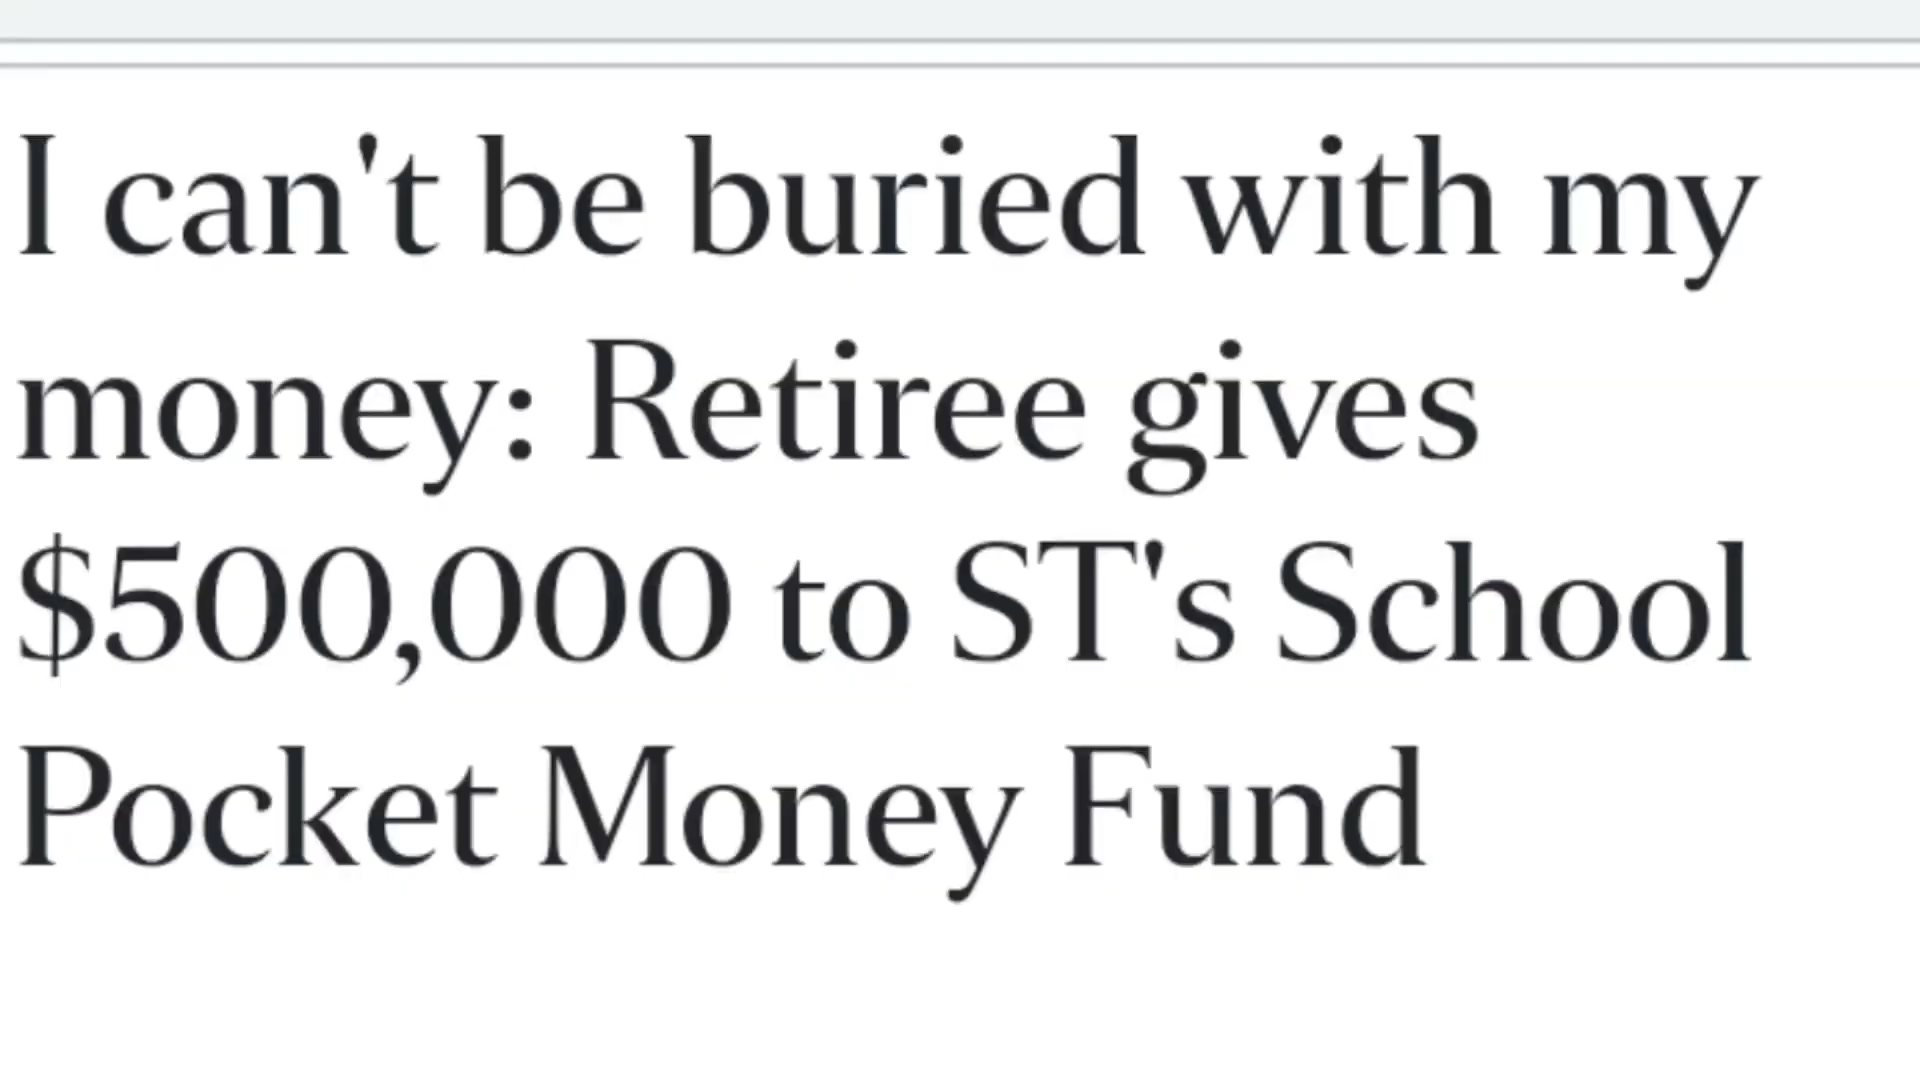 I can't be buried with my
money: Retiree gives
$500,000 to ST's School
Pocket Money Fund